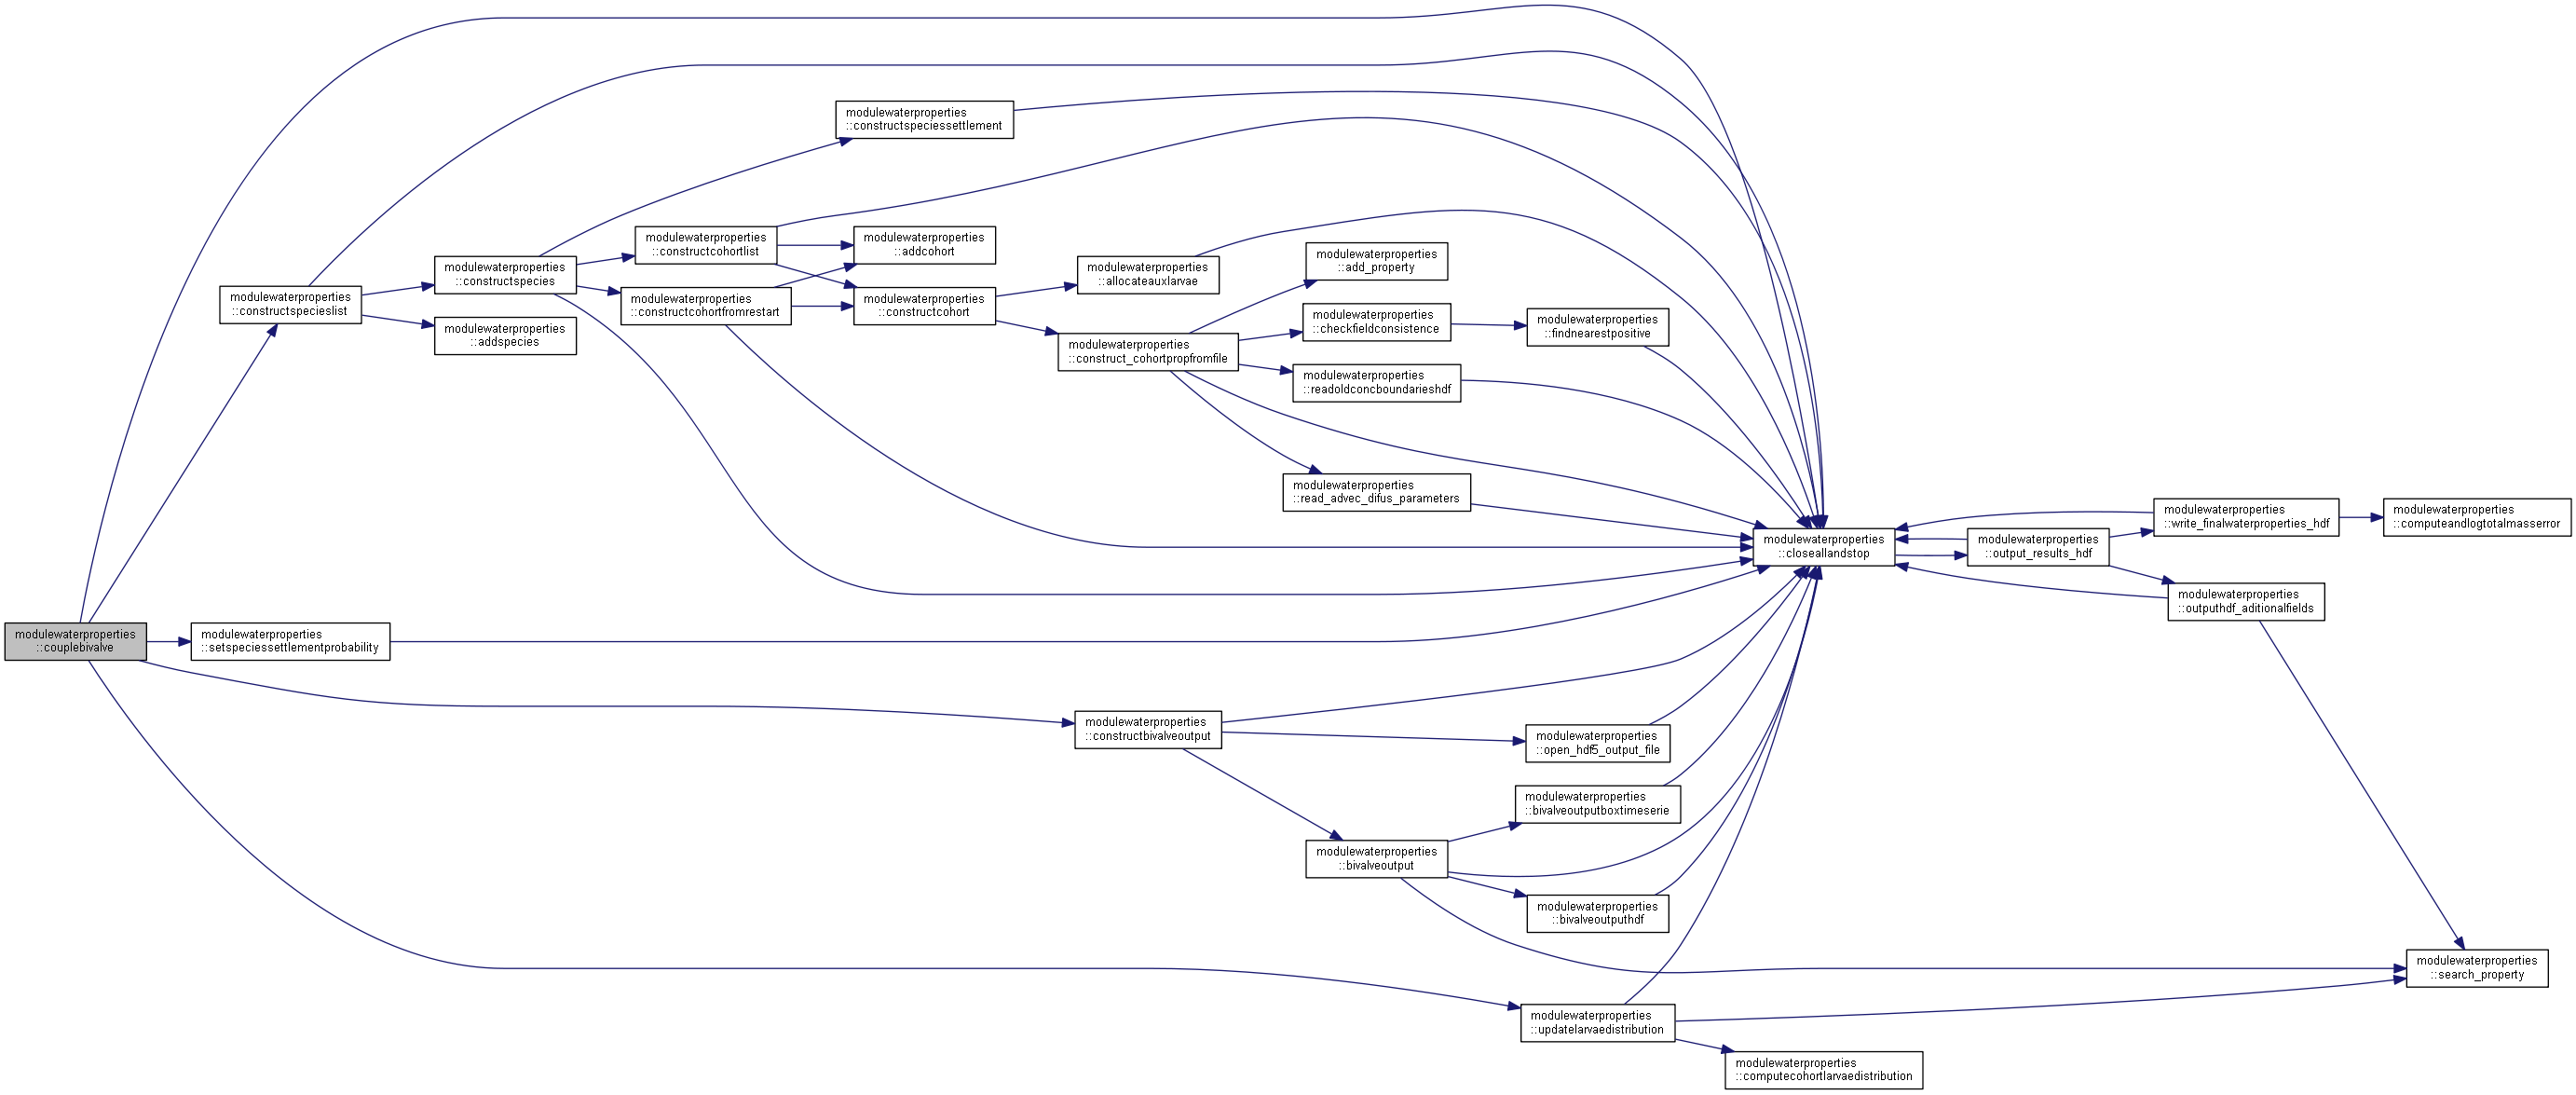 modulewaterproperties
::constructspeciessettlement
modulewaterproperties
::constructcohortlist
modulewaterproperties
::addcohort
modulewaterproperties
::add_property
modulewaterproperties
::constructspecies
modulewaterproperties
::allocateauxlarvae
modulewaterproperties
::constructspecieslist
modulewaterproperties
::constructcohortfromrestart
modulewaterproperties
::constructcohort
modulewaterproperties
::checkfieldconsistence
modulewaterproperties
::findnearestpositive
modulewaterproperties
::addspecies
modulewaterproperties
::construct_cohortpropfromfile
modulewaterproperties
::readoldconcboundarieshdf
modulewaterproperties
::read_advec_difus_parameters
modulewaterproperties
::write_finalwaterproperties_hdf
modulewaterproperties
::computeandlogtotalmasserror
modulewaterproperties
::closeallandstop
modulewaterproperties
::output_results_hdf
modulewaterproperties
::outputhdf_aditionalfields
modulewaterproperties
::couplebivalve
modulewaterproperties
::setspeciessettlementprobability
modulewaterproperties
::constructbivalveoutput
modulewaterproperties
::open_hdf5_output_file
modulewaterproperties
::bivalveoutputboxtimeserie
modulewaterproperties
::bivalveoutput
modulewaterproperties
::bivalveoutputhdf
modulewaterproperties
::search_property
modulewaterproperties
::updatelarvaedistribution
modulewaterproperties
::computecohortlarvaedistribution